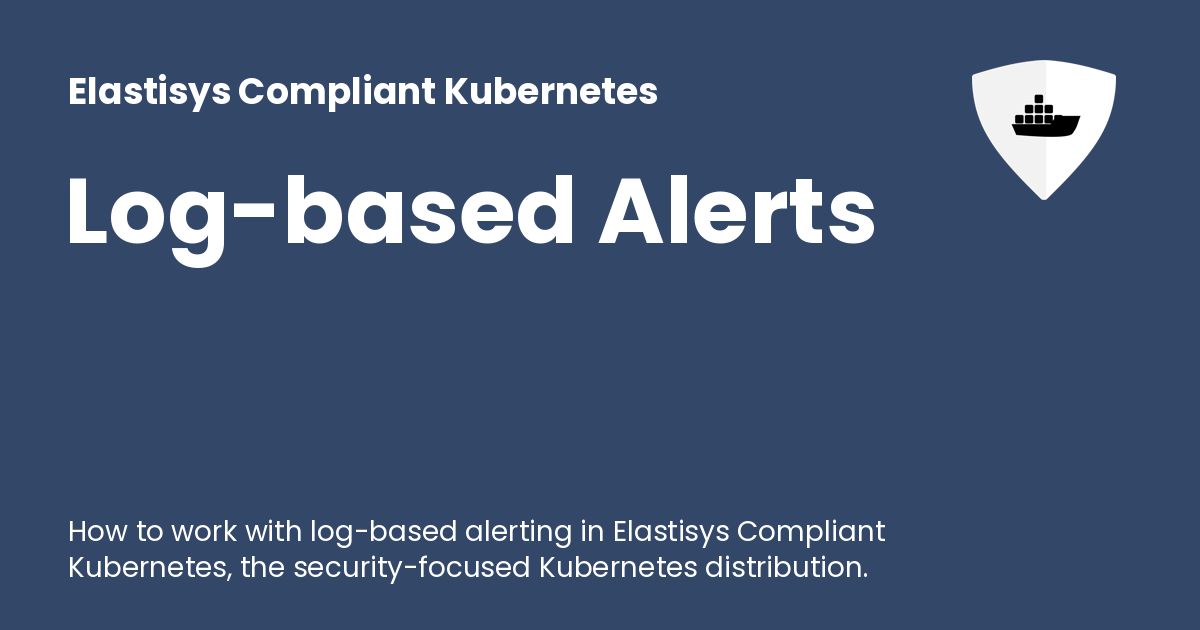 Elastisys Compliant Kubernetes
Log-based Alerts
How to work with log-based alerting in Elastisys Compliant
Kubernetes, the security-focused Kubernetes distribution.